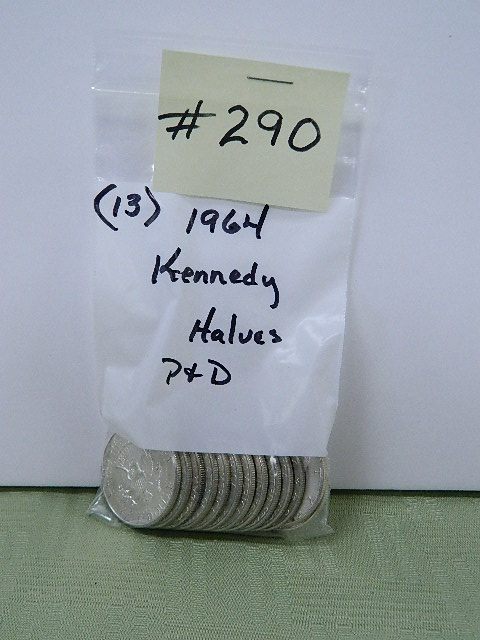 #290
(13) 1964
Kennedy
Halves
P+D